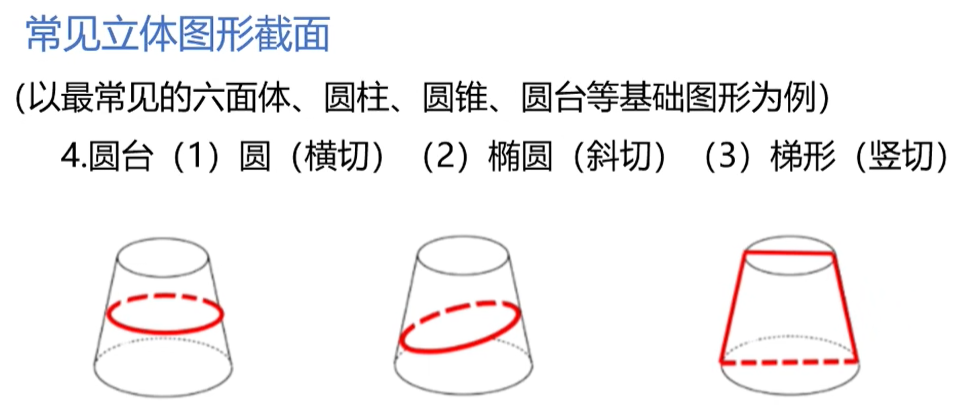 常见立体图形截面
(以最常见的六面体、圆柱、圆锥、圆台等基础图形为例)
4.圆台（1）圆（横切）（2）椭圆（斜切）（3）梯形（竖切）